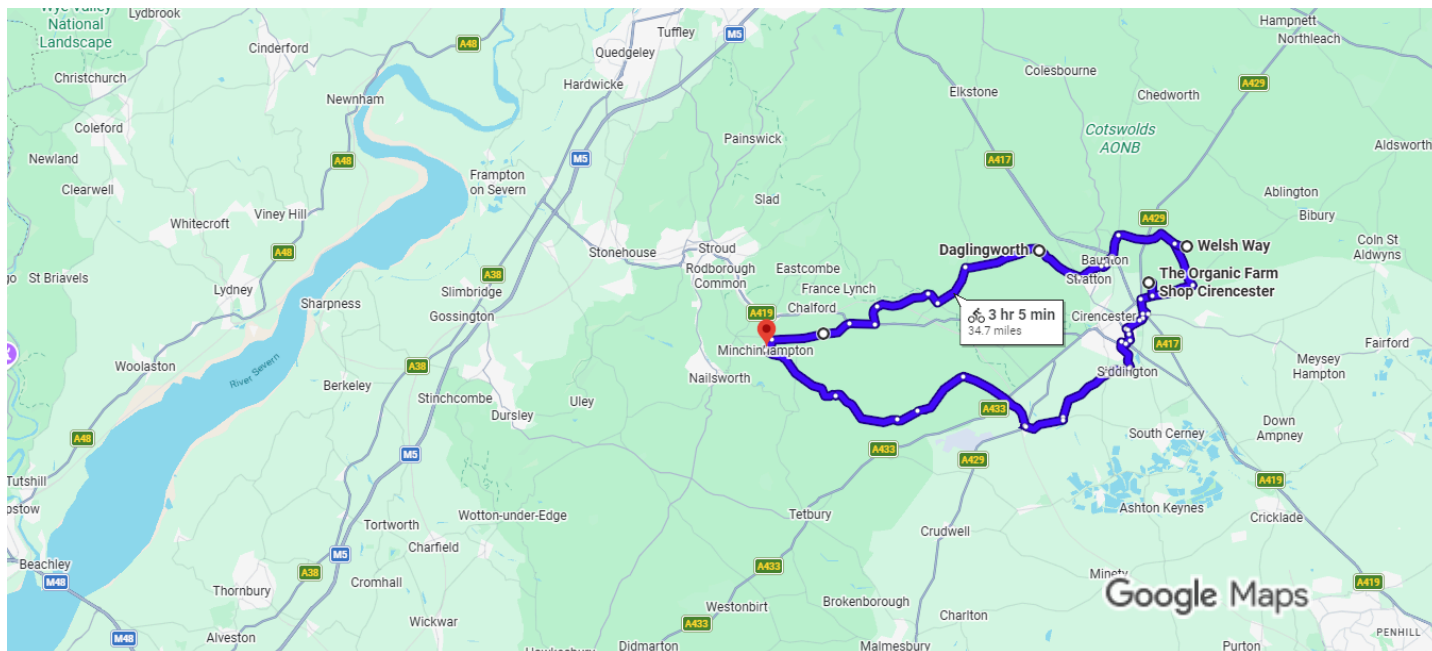 Wye Valley
National
Landscape
Lydbrook
Cinderford
A48
Tuffley
M5
Quedgeley
Hampnett
Northleach
Christchurch
Hardwicke
Colesbourne
A429
Elkstone
Chedworth
Newnham
Coleford
Painswick
Cotswolds
AONB
Aldsworth
Newland
A48
M5
A417
Clearwell
Frampton
on Severn
Slad
Ablington
Viney Hill
Whitecroft
A429
Bibury
Stonehouse
Stroud
Daglingworth
Welsh Way
Coln St
Aldwyns
A48
Baunton
St Briavels
Rodborough
Common
Eastcombe
Stratton
The Organic Farm
Shop Cirencester
A38
Lydney
Slimbridge
France Lynch
Sharpness
Chalford
Gossington
A419
3 hr 5 min
34.7 miles
Cirencester
A417
Fairford
Minchinhampton
Meysey
Hampton
Woolaston
River Severn
A38
Nailsworth
Siddington
Berkeley
Stinchcombe
Uley
Dursley
A433
Down
Ampney
A48
South Cerney
A433
M5
A429
Tutshill
A419
Tortworth
Wotton-under-Edge
Tetbury
Ashton Keynes
Cricklade
Crudwell
Charfield
M5
Beachley
A433
M48
A38
Cromhall
Minety
A419
Thornbury
Google Maps
Westonbirt
Brokenborough
Charlton
Wickwar
A433
M48
Alveston
Didmarton
Malmesbury
Purton
PENHILL